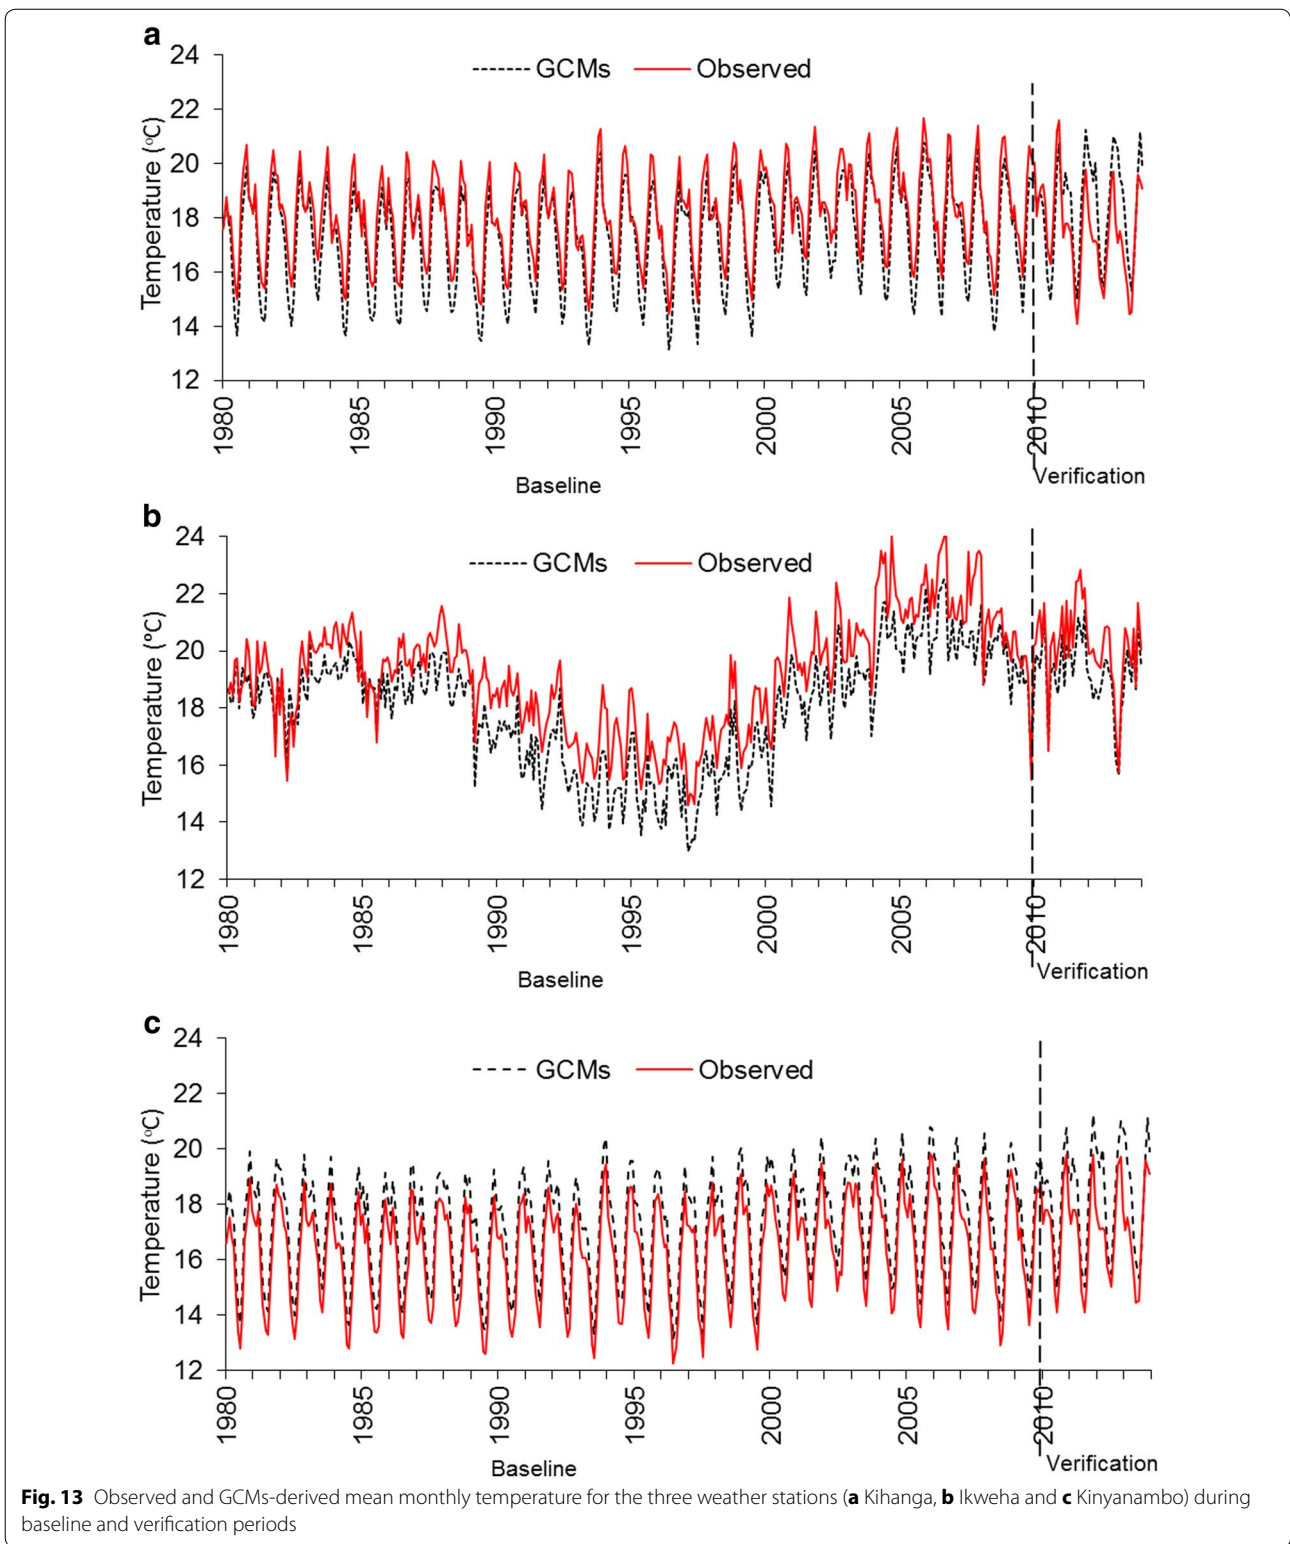 a
24
22
20
18
16
14
12
Temperature (oC)
GCMs Observed
1980 1985 1990 1995 2000 2005 2010
Baseline Verification
b
24
22
20
18
16
14
12
Temperature (°C)
GCMs Observed
1980 1985 1990 1995 2000 2005 2010
Baseline Verification
c
24
22
20
18
16
14
12
Temperature (oC)
GCMs Observed
1980 1985 1990 1995 2000 2005 2010
Baseline Verification
Fig. 13 Observed and GCMs-derived mean monthly temperature for the three weather stations (a Kihanga, b Ikweha and c Kinyanambo) during
baseline and verification periods